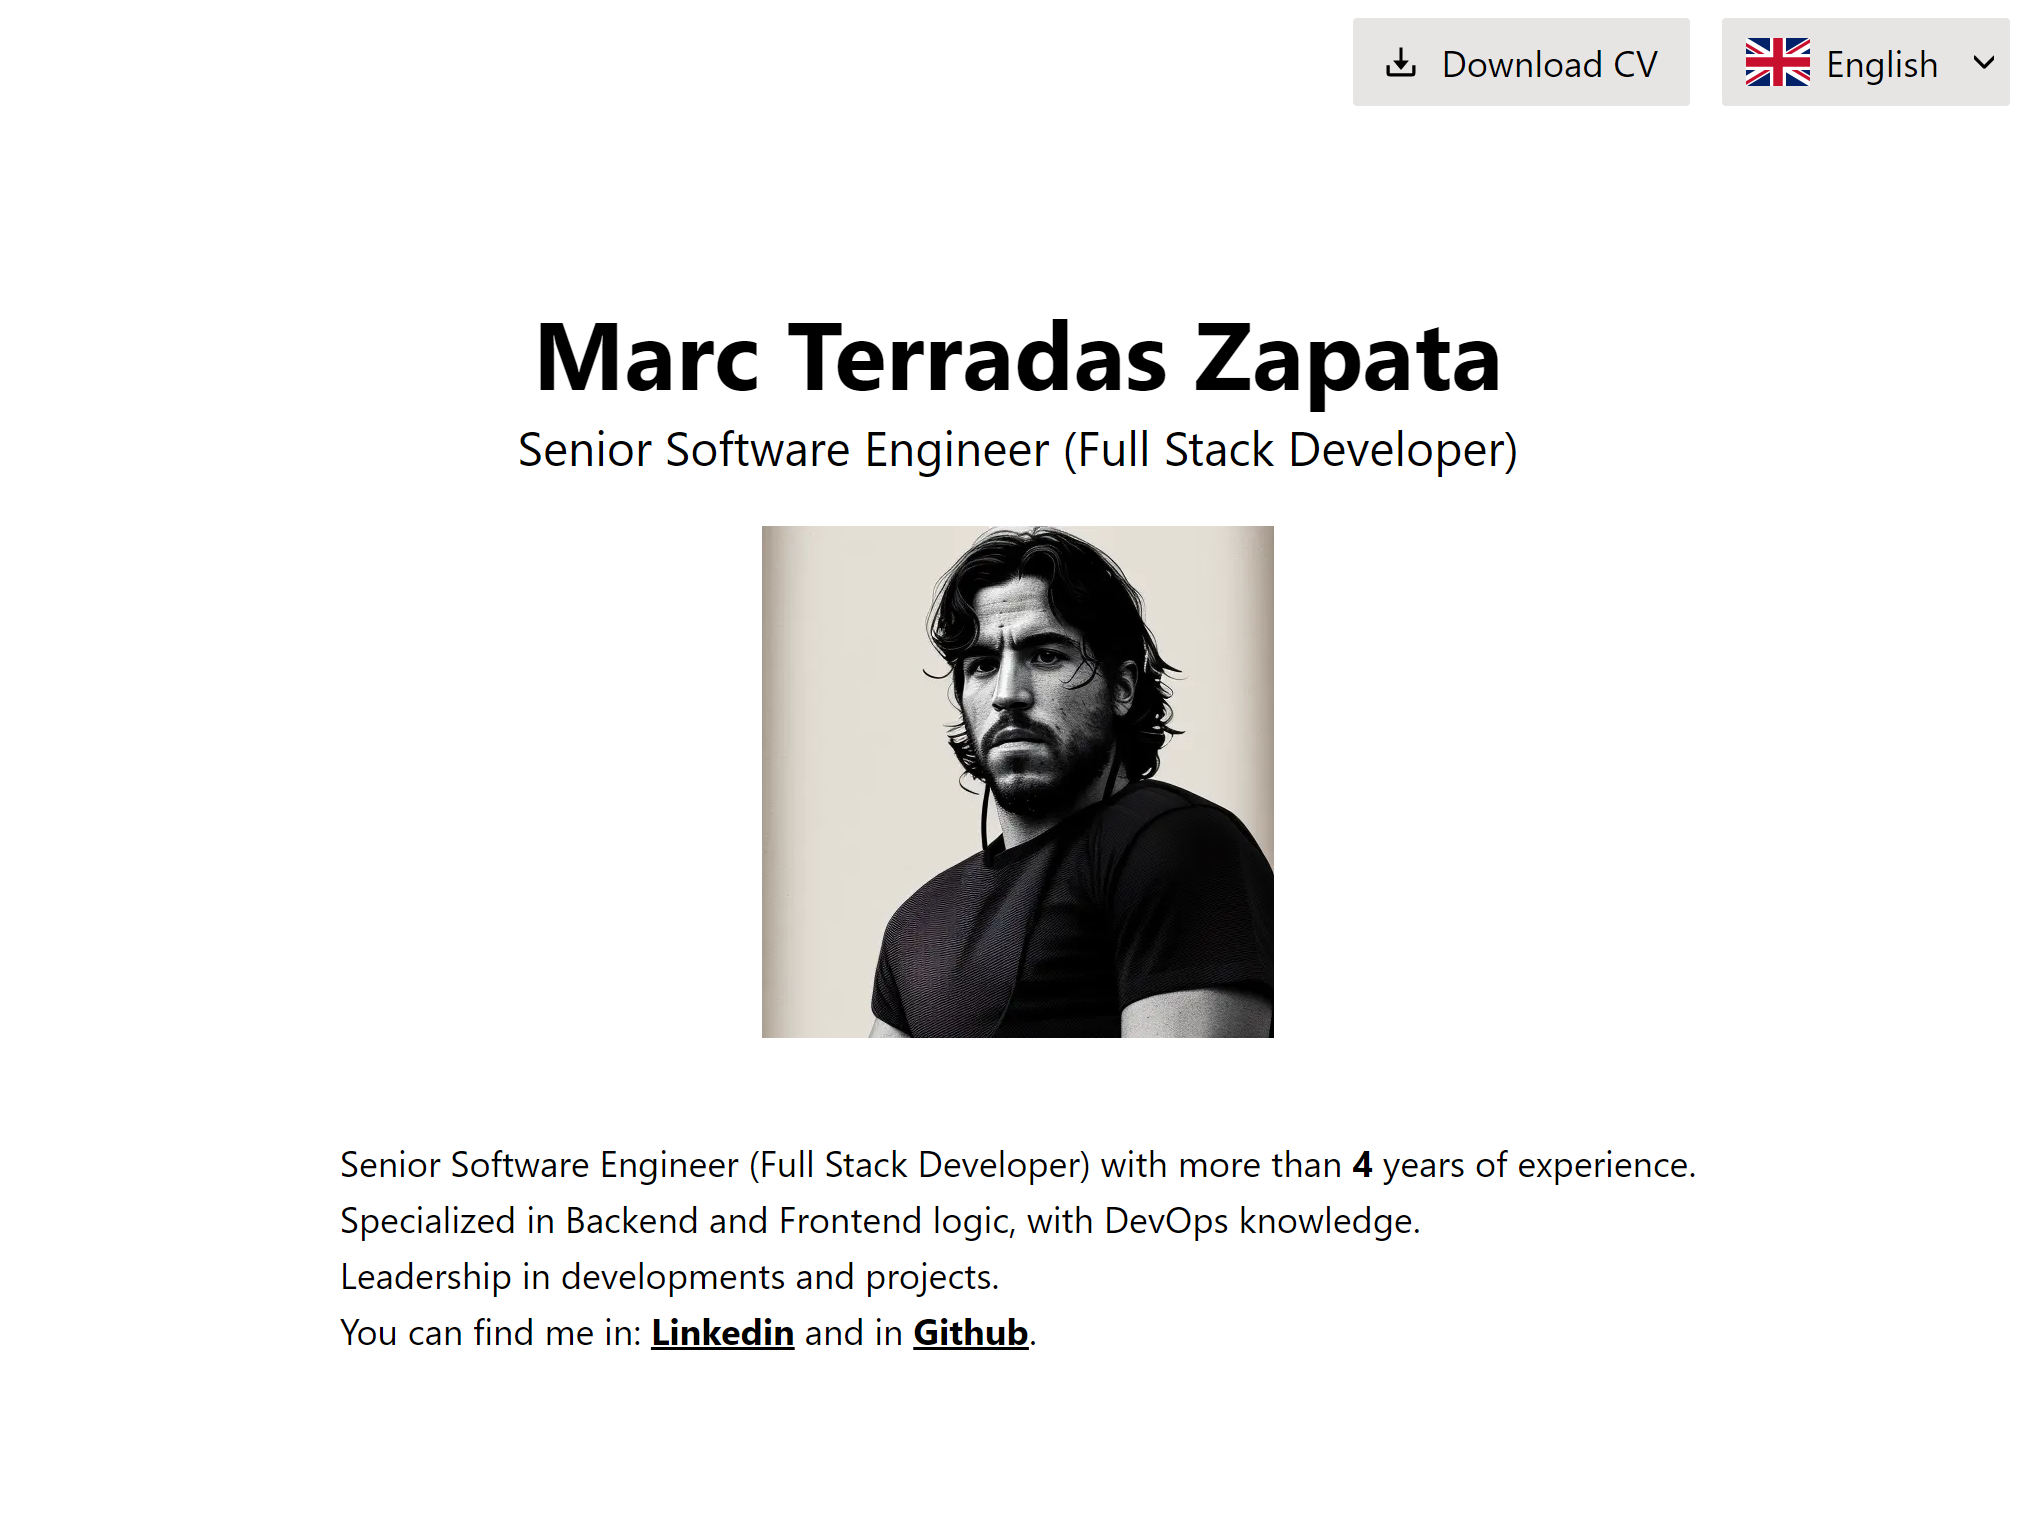 Download CV
English
Marc Terradas Zapata
Senior Software Engineer (Full Stack Developer)
Senior Software Engineer (Full Stack Developer) with more than 4 years of experience.
Specialized in Backend and Frontend logic, with DevOps knowledge.
Leadership in developments and projects.
You can find me in: Linkedin and in Github.